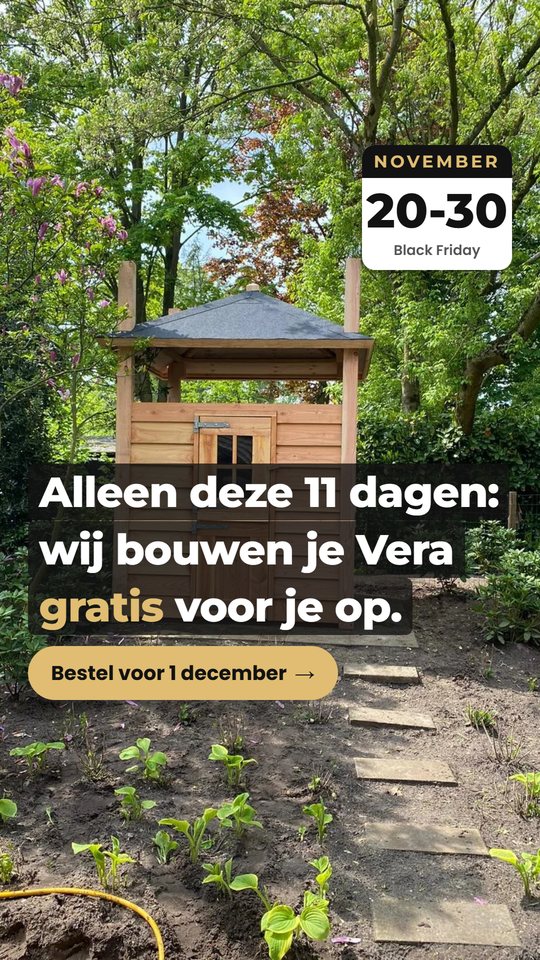 NOVEMBER
20-30
Black Friday
Alleen deze 11 dagen:
wij bouwen je Vera
gratis voor je op.
Bestel voor 1 december →